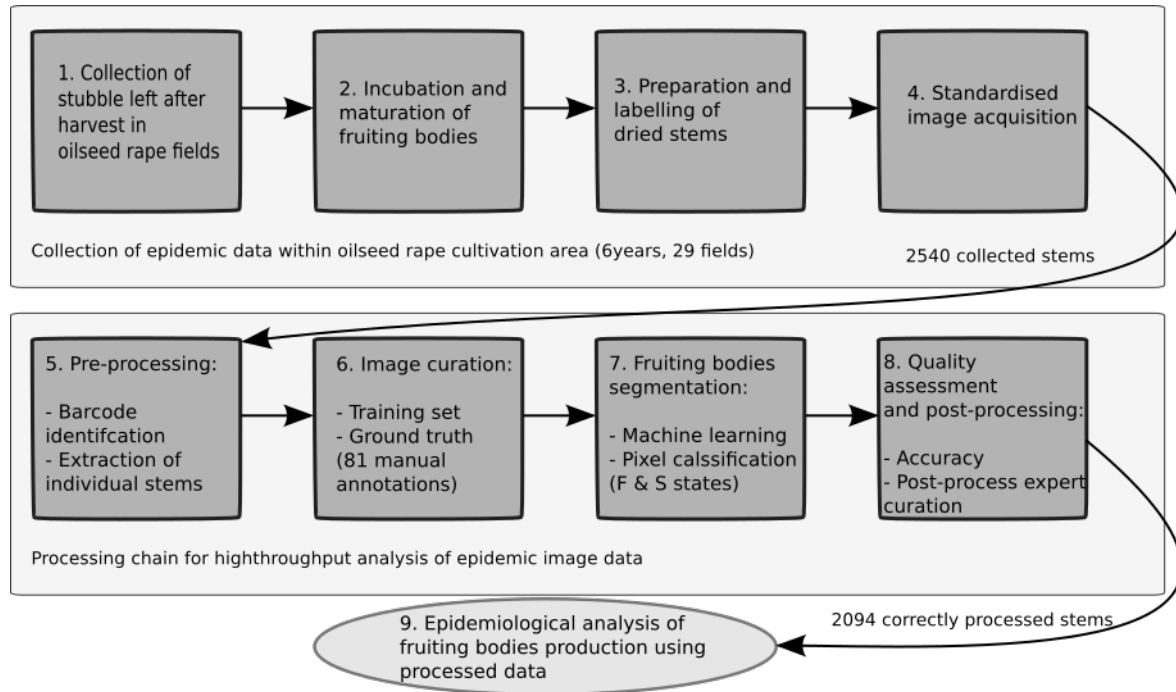 1. Collection of
stubble left after
harvest in
oilseed rape fields
2. Incubation and
maturation of
fruiting bodies
3. Preparation and
labelling of
dried stems
4. Standardised
image acquisition
Collection of epidemic data within oilseed rape cultivation area (6years, 29 fields)
2540 collected stems
5. Pre-processing:
- Barcode
identifcation
- Extraction of
individual stems
6. Image curation:
- Training set
- Ground truth
(81 manual
annotations)
7. Fruiting bodies
segmentation:
- Machine learning
- Pixel calssification
(F & S states)
8. Quality
assessment
and post-processing:
- Accuracy
- Post-process expert
curation
Processing chain for highthroughput analysis of epidemic image data
2094 correctly processed stems
9. Epidemiological analysis of
fruiting bodies production using
processed data